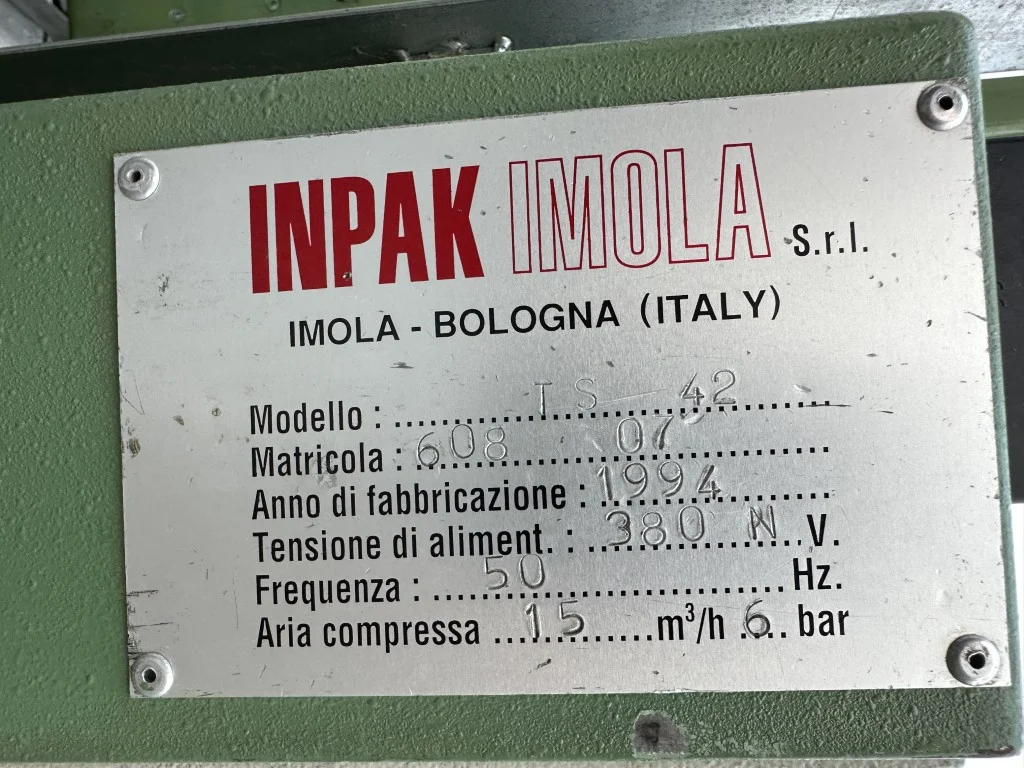 INPAK IMOLA S.r.l.
IMOLA - BOLOGNA (ITALY)
Modello : TS 42
Matricola : 608 07
Anno di fabbricazione : 1994
Tensione di aliment. : 380 N V.
Frequenza : 50 Hz.
Aria compressa 15 m³/h 6 bar